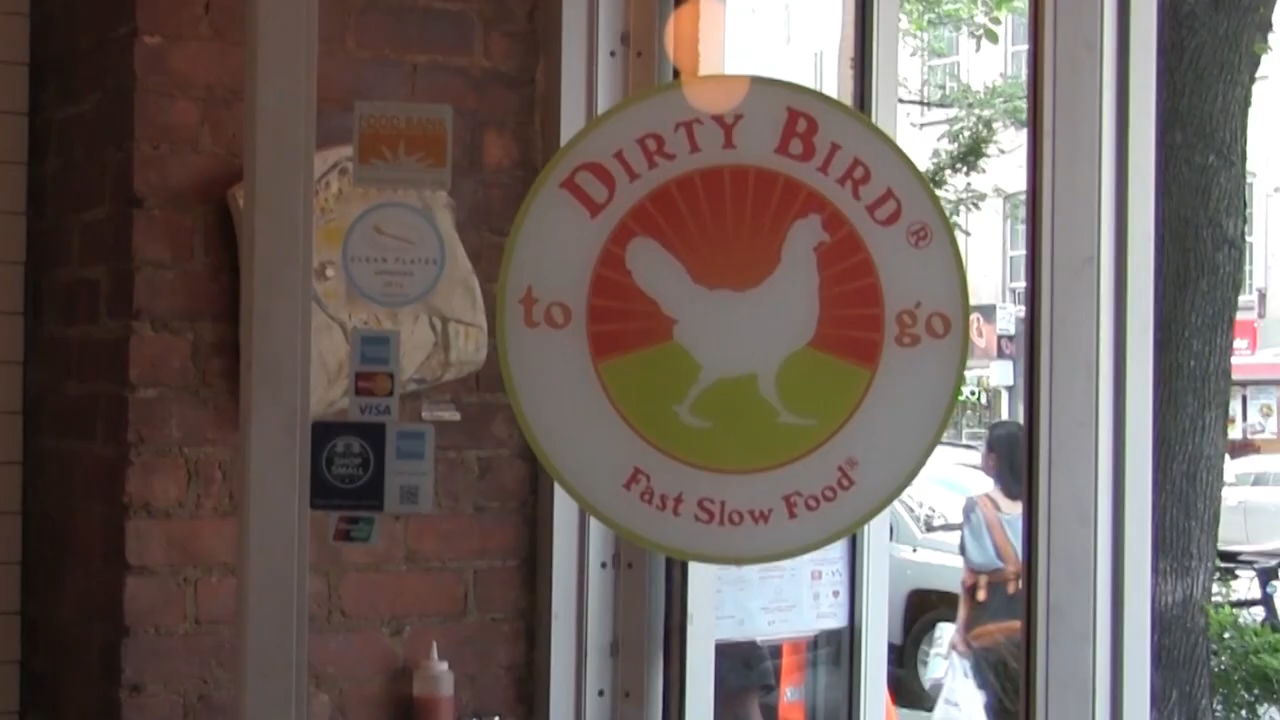 DIRTY BIRD®
to go
Fast Slow Food®
FOOD BANK
CLEAN PLATES
VISA
SHOP
SMALL